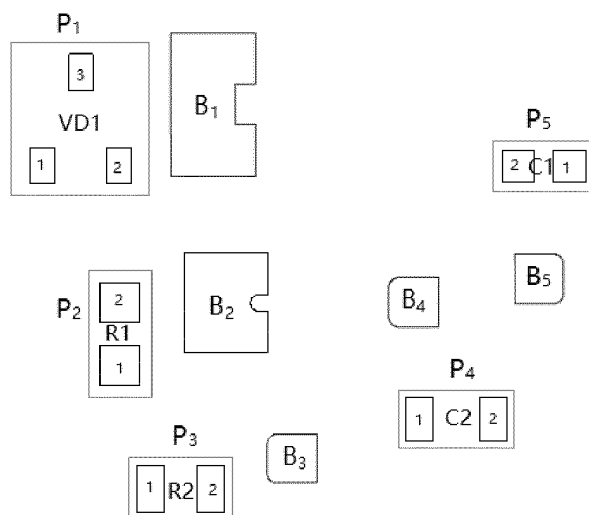 P₁
3
VD1
1 2
B₁
P₅
2 C1 1
P₂
2
R1
1
B₂
B₄
B₅
P₄
1 C2 2
P₃
1 R2 2
B₃